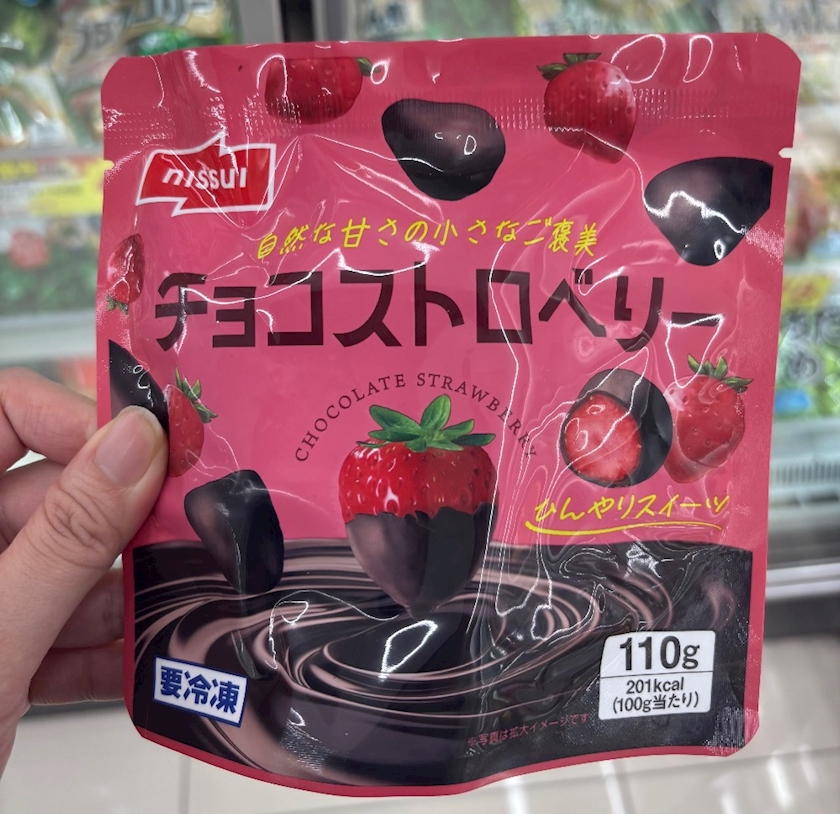 nissui
自然な甘さの小さなご褒美
チョコストロベリー
CHOCOLATE STRAWBERRY
ひんやりスイーツ
110g
201kcal
(100g当たり)
要冷凍
※写真は拡大イメージです